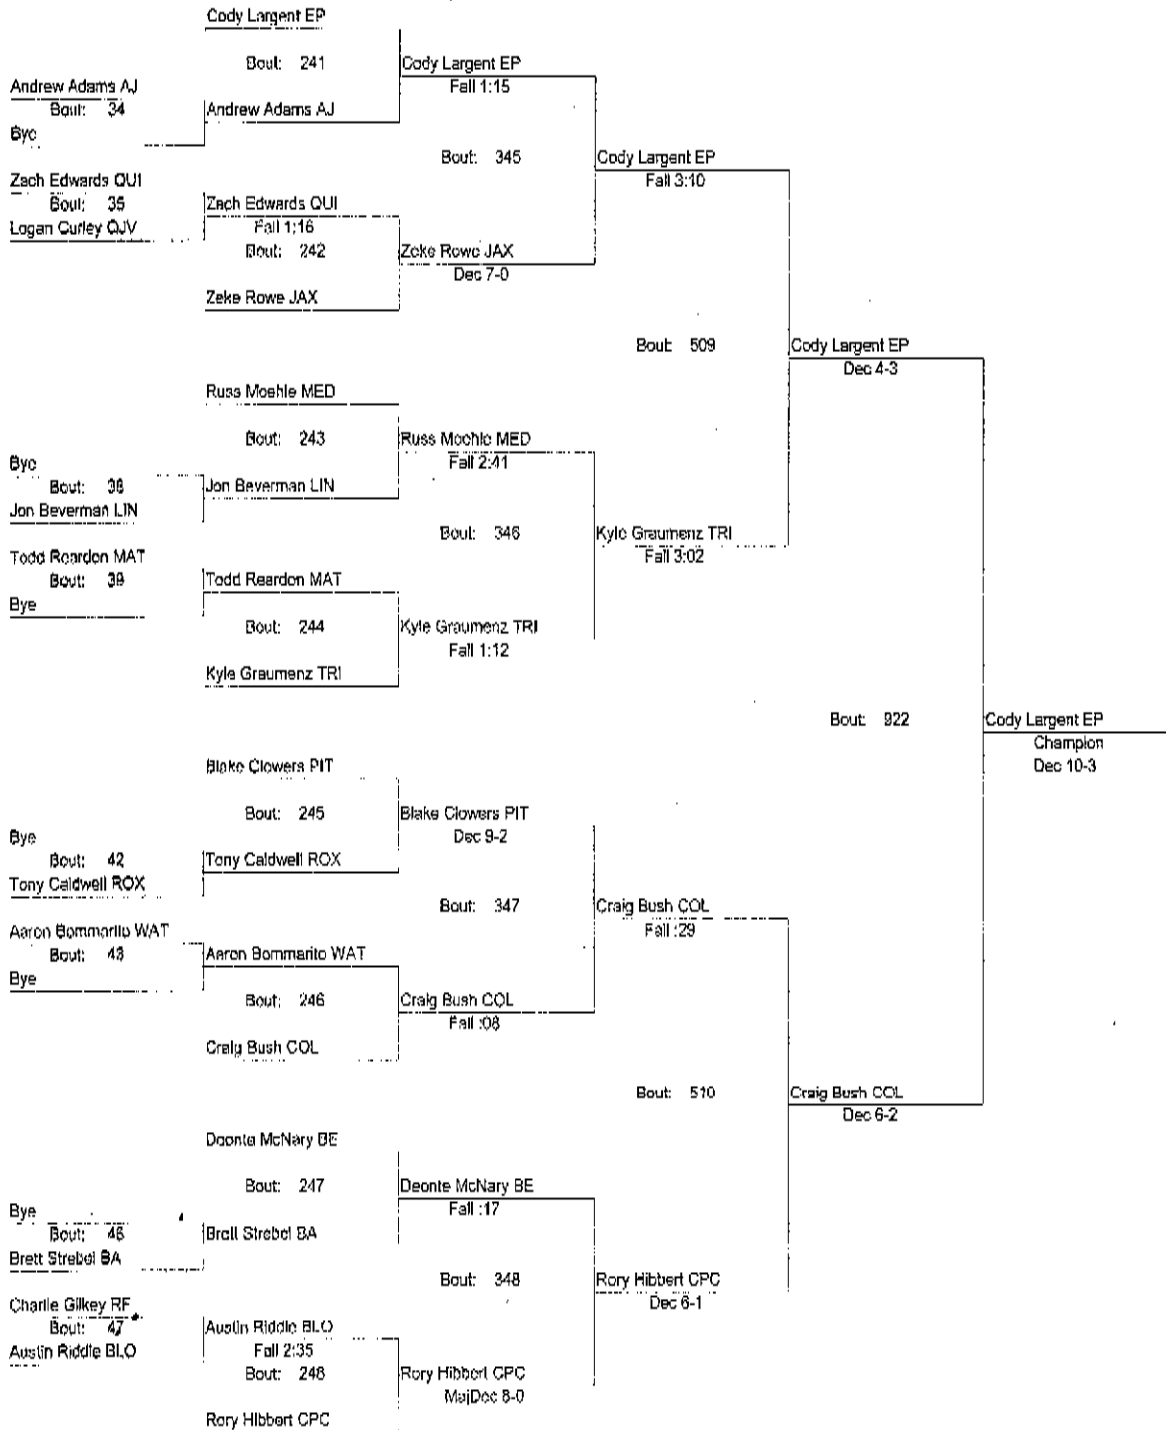 Cody Largent EP
Bout: 241
Cody Largent EP
Fall 1:15
Andrew Adams AJ
Bout: 34
Andrew Adams AJ
Bye
Bout: 345
Cody Largent EP
Fall 3:10
Zach Edwards QUI
Bout: 35
Zach Edwards QUI
Logan Curley QJV
Fall 1:16
Bout: 242
Zeke Rowe JAX
Dec 7-0
Zeke Rowe JAX
Bout: 509
Cody Largent EP
Dec 4-3
Russ Moehle MED
Bout: 243
Russ Moehle MED
Fall 2:41
Bye
Bout: 38
Jon Beverman LIN
Jon Beverman LIN
Bout: 346
Kyle Graumenz TRI
Fall 3:02
Todd Reardon MAT
Bout: 39
Todd Reardon MAT
Bye
Bout: 244
Kyle Graumenz TRI
Fall 1:12
Kyle Graumenz TRI
Bout: 922
Cody Largent EP
Champion
Dec 10-3
Blake Clowers PIT
Bout: 245
Blake Clowers PIT
Dec 9-2
Bye
Bout: 42
Tony Caldwell ROX
Tony Caldwell ROX
Bout: 347
Craig Bush COL
Fall :29
Aaron Bommarito WAT
Bout: 43
Aaron Bommarito WAT
Bye
Bout: 246
Craig Bush COL
Fall :08
Craig Bush COL
Bout: 510
Craig Bush COL
Dec 6-2
Deonte McNary BE
Bout: 247
Deonte McNary BE
Fall :17
Bye
Bout: 46
Brett Strebel BA
Brett Strebel BA
Bout: 348
Rory Hibbert CPC
Dec 6-1
Charlie Gilkey RF
Bout: 47
Austin Riddle BLO
Austin Riddle BLO
Fall 2:35
Bout: 248
Rory Hibbert CPC
MajDec 8-0
Rory Hibbert CPC